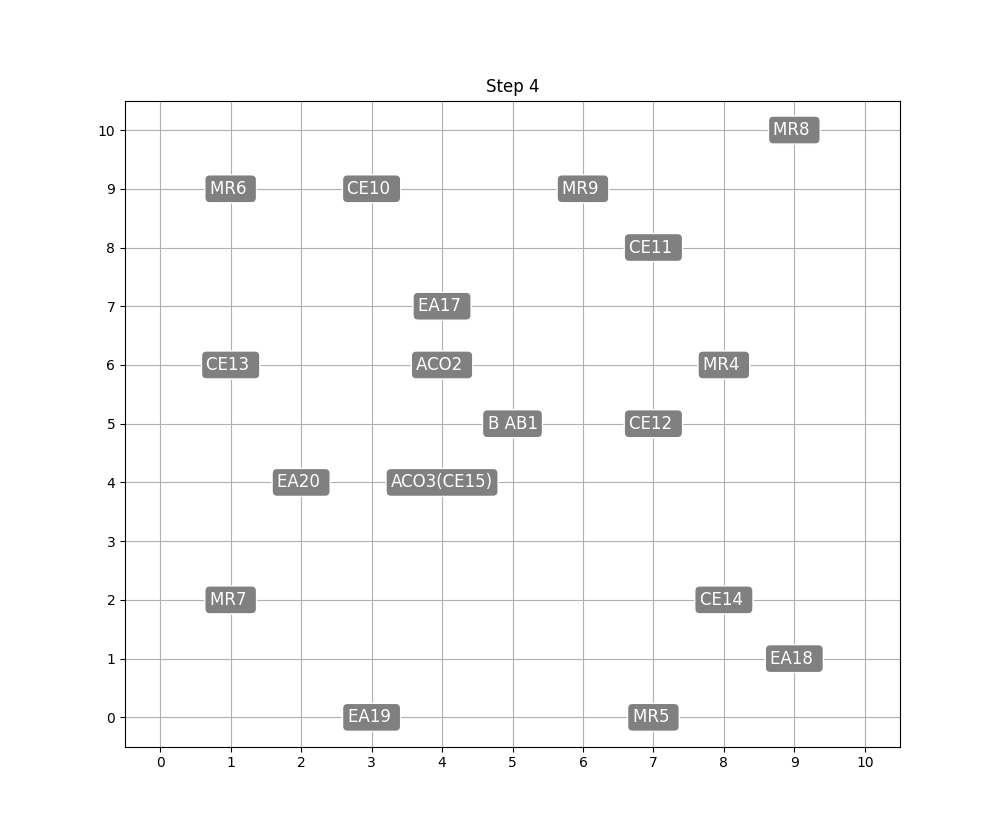 Step 4
10
MR8
9
MR6
CE10
MR9
8
CE11
7
EA17
6
CE13
ACO2
MR4
5
B AB1
CE12
4
EA20
ACO3(CE15)
3
2
MR7
CE14
1
EA18
0
EA19
MR5
0 1 2 3 4 5 6 7 8 9 10